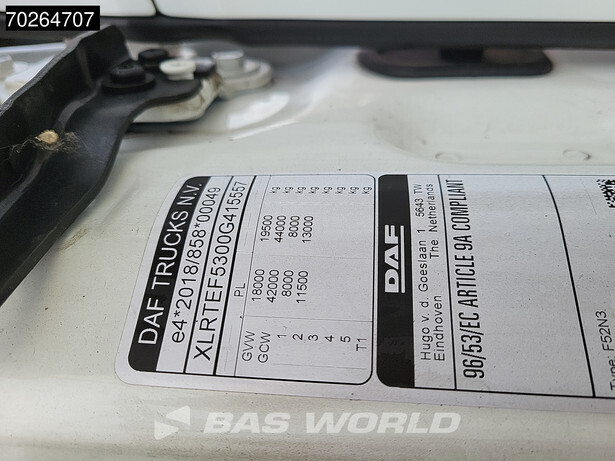 70264707
DAF TRUCKS N.V.
e4*2018/858*00049
XLRTEF5300G415557
PL
GVW 18000 19500 kg
GCW 42000 44000 kg
1 8000 8000 kg
2 11500 13000 kg
3 kg
4 kg
5 kg
T1 kg
DAF
Hugo v. d. Goeslaan 1 5643 TW
Eindhoven The Netherlands
96/53/EC ARTICLE 9A COMPLIANT
Type: F52N3
BAS WORLD